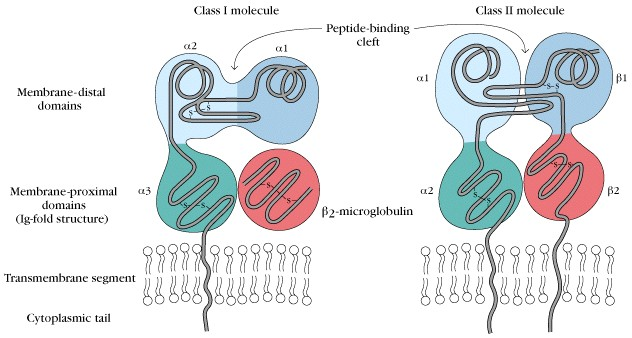 Class I molecule
Class II molecule
Peptide-binding
cleft
α2
α1
α1
β1
Membrane-distal
domains
S
S
S–S
Membrane-proximal
domains
(Ig-fold structure)
α3
β2-microglobulin
α2
β2
–S–S–
–S–S–
S–S
–S–S–
Transmembrane segment
Cytoplasmic tail